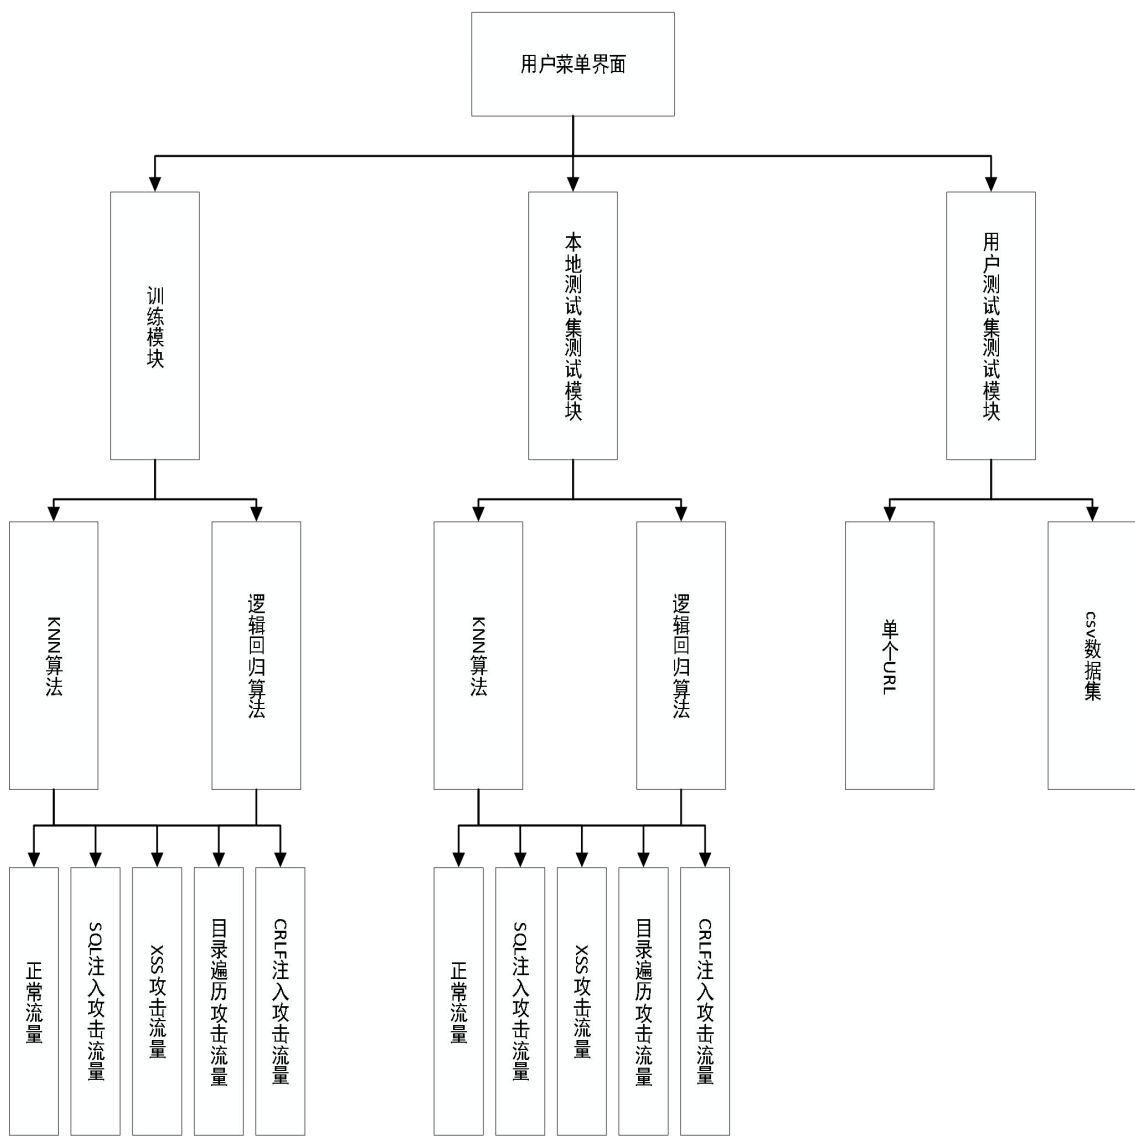 用户菜单界面
训练模块
本地测试集测试模块
用户测试集测试模块
KNN算法
逻辑回归算法
KNN算法
逻辑回归算法
单个URL
csv数据集
正常流量
SQL注入攻击流量
XSS攻击流量
目录遍历攻击流量
CRLF注入攻击流量
正常流量
SQL注入攻击流量
XSS攻击流量
目录遍历攻击流量
CRLF注入攻击流量